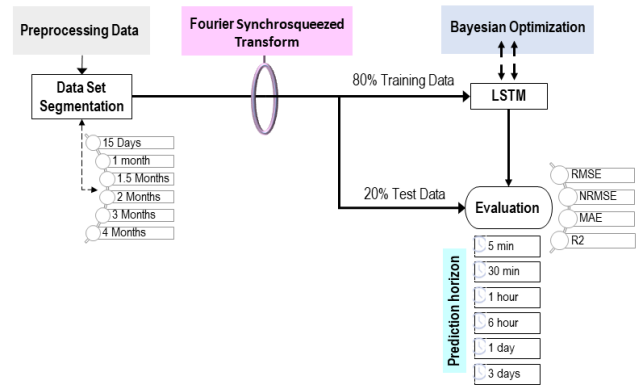 Preprocessing Data
Fourier Synchrosqueezed
Transform
Bayesian Optimization
Data Set
Segmentation
80% Training Data
LSTM
15 Days
1 month
1.5 Months
2 Months
3 Months
4 Months
20% Test Data
Evaluation
RMSE
NRMSE
MAE
R2
Prediction horizon
5 min
30 min
1 hour
6 hour
1 day
3 days